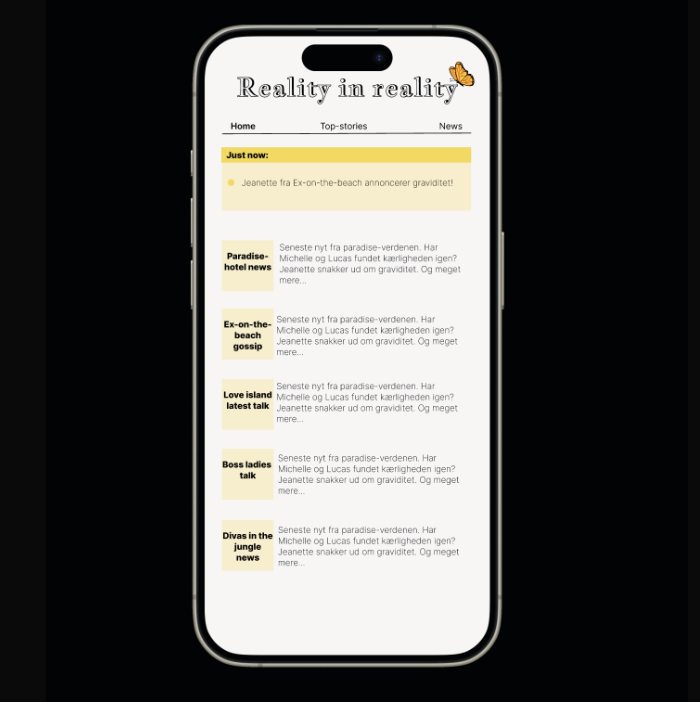 Reality in reality
Home Top-stories News
Just now:
Jeanette fra Ex-on-the-beach annoncerer graviditet!
Paradise-
hotel news
Seneste nyt fra paradise-verdenen. Har
Michelle og Lucas fundet kærligheden igen?
Jeanette snakker ud om graviditet. Og meget
mere...
Ex-on-the-
beach
gossip
Seneste nyt fra paradise-verdenen. Har
Michelle og Lucas fundet kærligheden igen?
Jeanette snakker ud om graviditet. Og meget
mere...
Love island
latest talk
Seneste nyt fra paradise-verdenen. Har
Michelle og Lucas fundet kærligheden igen?
Jeanette snakker ud om graviditet. Og meget
mere...
Boss ladies
talk
Seneste nyt fra paradise-verdenen. Har
Michelle og Lucas fundet kærligheden igen?
Jeanette snakker ud om graviditet. Og meget
mere...
Divas in the
jungle
news
Seneste nyt fra paradise-verdenen. Har
Michelle og Lucas fundet kærligheden igen?
Jeanette snakker ud om graviditet. Og meget
mere...